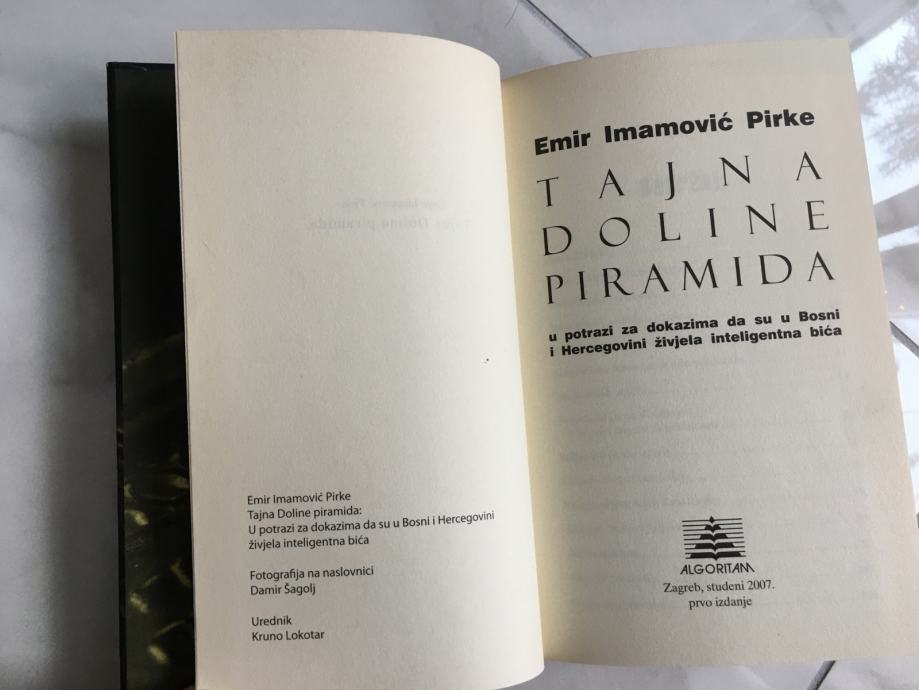 Emir Imamović Pirke
Tajna Doline piramida:
U potrazi za dokazima da su u Bosni i Hercegovini
živjela inteligentna bića
Fotografija na naslovnici
Damir Šagolj
Urednik
Kruno Lokotar
Emir Imamović Pirke
TAJNA
DOLINE
PIRAMIDA
u potrazi za dokazima da su u Bosni
i Hercegovini živjela inteligentna bića
ALGORITAM
Zagreb, studeni 2007.
prvo izdanje